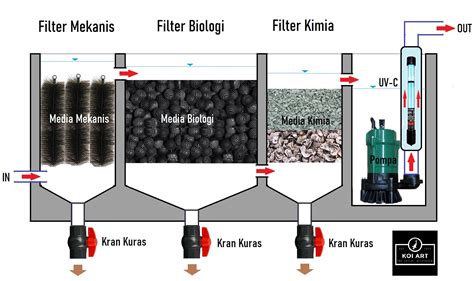 Filter Mekanis
Filter Biologi
Filter Kimia
OUT
UV-C
Media Mekanis
Media Biologi
Media Kimia
Pompa
IN
Kran Kuras
Kran Kuras
Kran Kuras
KOI ART